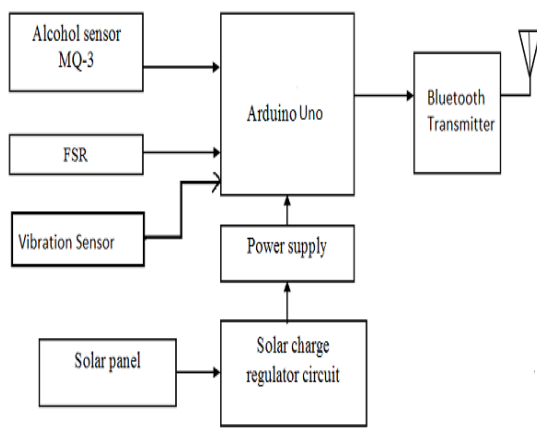 Alcohol sensor
MQ-3
Arduino Uno
Bluetooth
Transmitter
FSR
Vibration Sensor
Power supply
Solar panel
Solar charge
regulator circuit